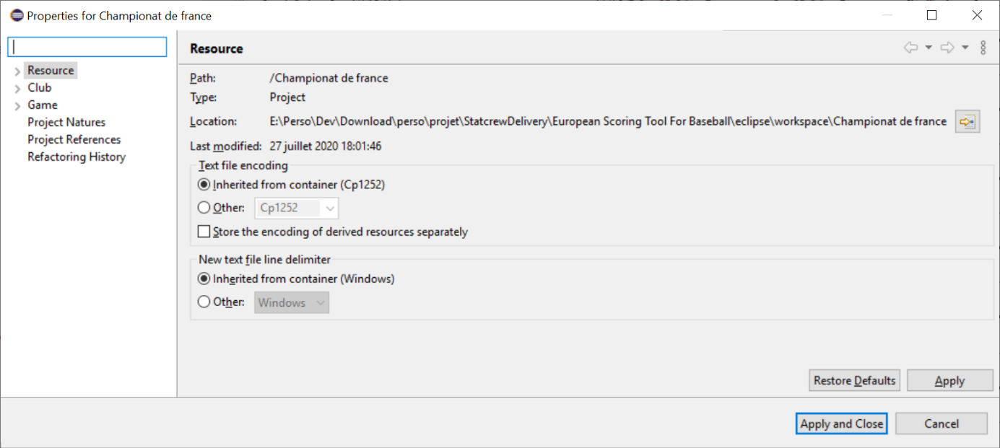 Properties for Championat de france
Resource
Club
Game
Project Natures
Project References
Refactoring History
Resource
Path: /Championat de france
Type: Project
Location: E:\Perso\Dev\Download\perso\projet\StatcrewDelivery\European Scoring Tool For Baseball\eclipse\workspace\Championat de france
Last modified: 27 juillet 2020 18:01:46
Text file encoding
Inherited from container (Cp1252)
Other: Cp1252
Store the encoding of derived resources separately
New text file line delimiter
Inherited from container (Windows)
Other: Windows
Restore Defaults Apply
Apply and Close Cancel